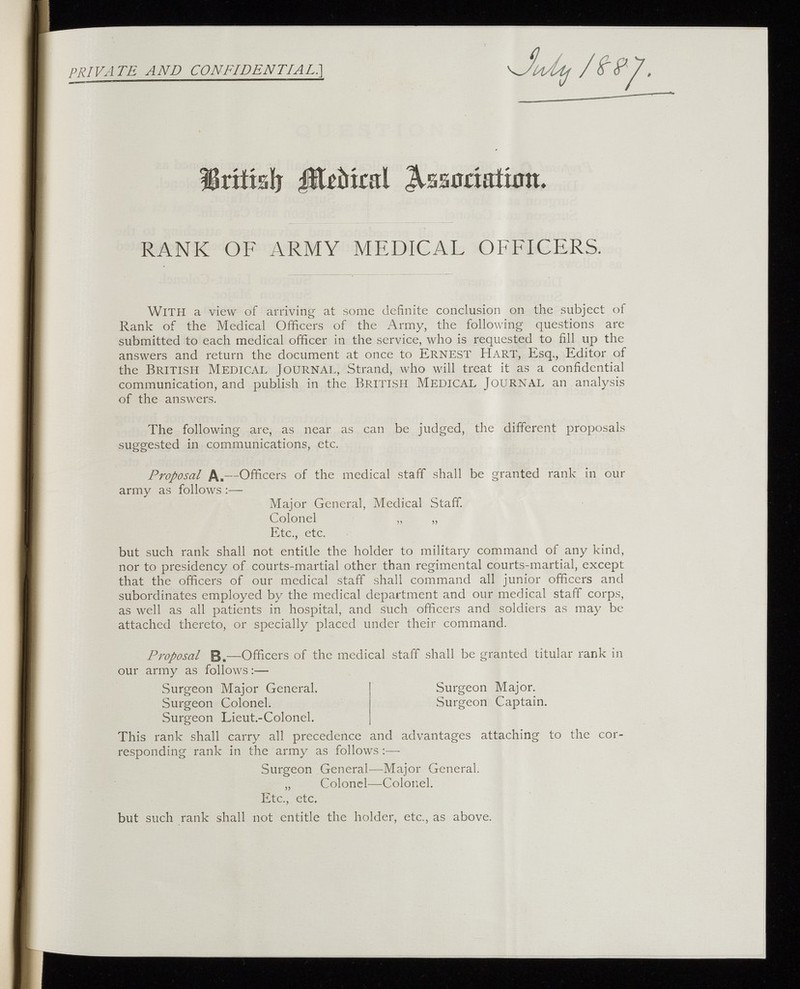 PRIVATE AND CONFIDENTIAL.]
July 1887.
British Medical Association.
RANK OF ARMY MEDICAL OFFICERS.
WITH a view of arriving at some definite conclusion on the subject of
Rank of the Medical Officers of the Army, the following questions are
submitted to each medical officer in the service, who is requested to fill up the
answers and return the document at once to ERNEST HART, Esq., Editor of
the BRITISH MEDICAL JOURNAL, Strand, who will treat it as a confidential
communication, and publish in the BRITISH MEDICAL JOURNAL an analysis
of the answers.
The following are, as near as can be judged, the different proposals
suggested in communications, etc.
Proposal A.—Officers of the medical staff shall be granted rank in our
army as follows:—
Major General, Medical Staff.
Colonel „ „
Etc., etc.
but such rank shall not entitle the holder to military command of any kind,
nor to presidency of courts-martial other than regimental courts-martial, except
that the officers of our medical staff shall command all junior officers and
subordinates employed by the medical department and our medical staff corps,
as well as all patients in hospital, and such officers and soldiers as may be
attached thereto, or specially placed under their command.
Proposal B.—Officers of the medical staff shall be granted titular rank in
our army as follows:—
Surgeon Major General.
Surgeon Colonel.
Surgeon Lieut.-Colonel.
Surgeon Major.
Surgeon Captain.
This rank shall carry all precedence and advantages attaching to the cor-
responding rank in the army as follows:—
Surgeon General—Major General.
„ Colonel—Colonel.
Etc., etc.
but such rank shall not entitle the holder, etc., as above.